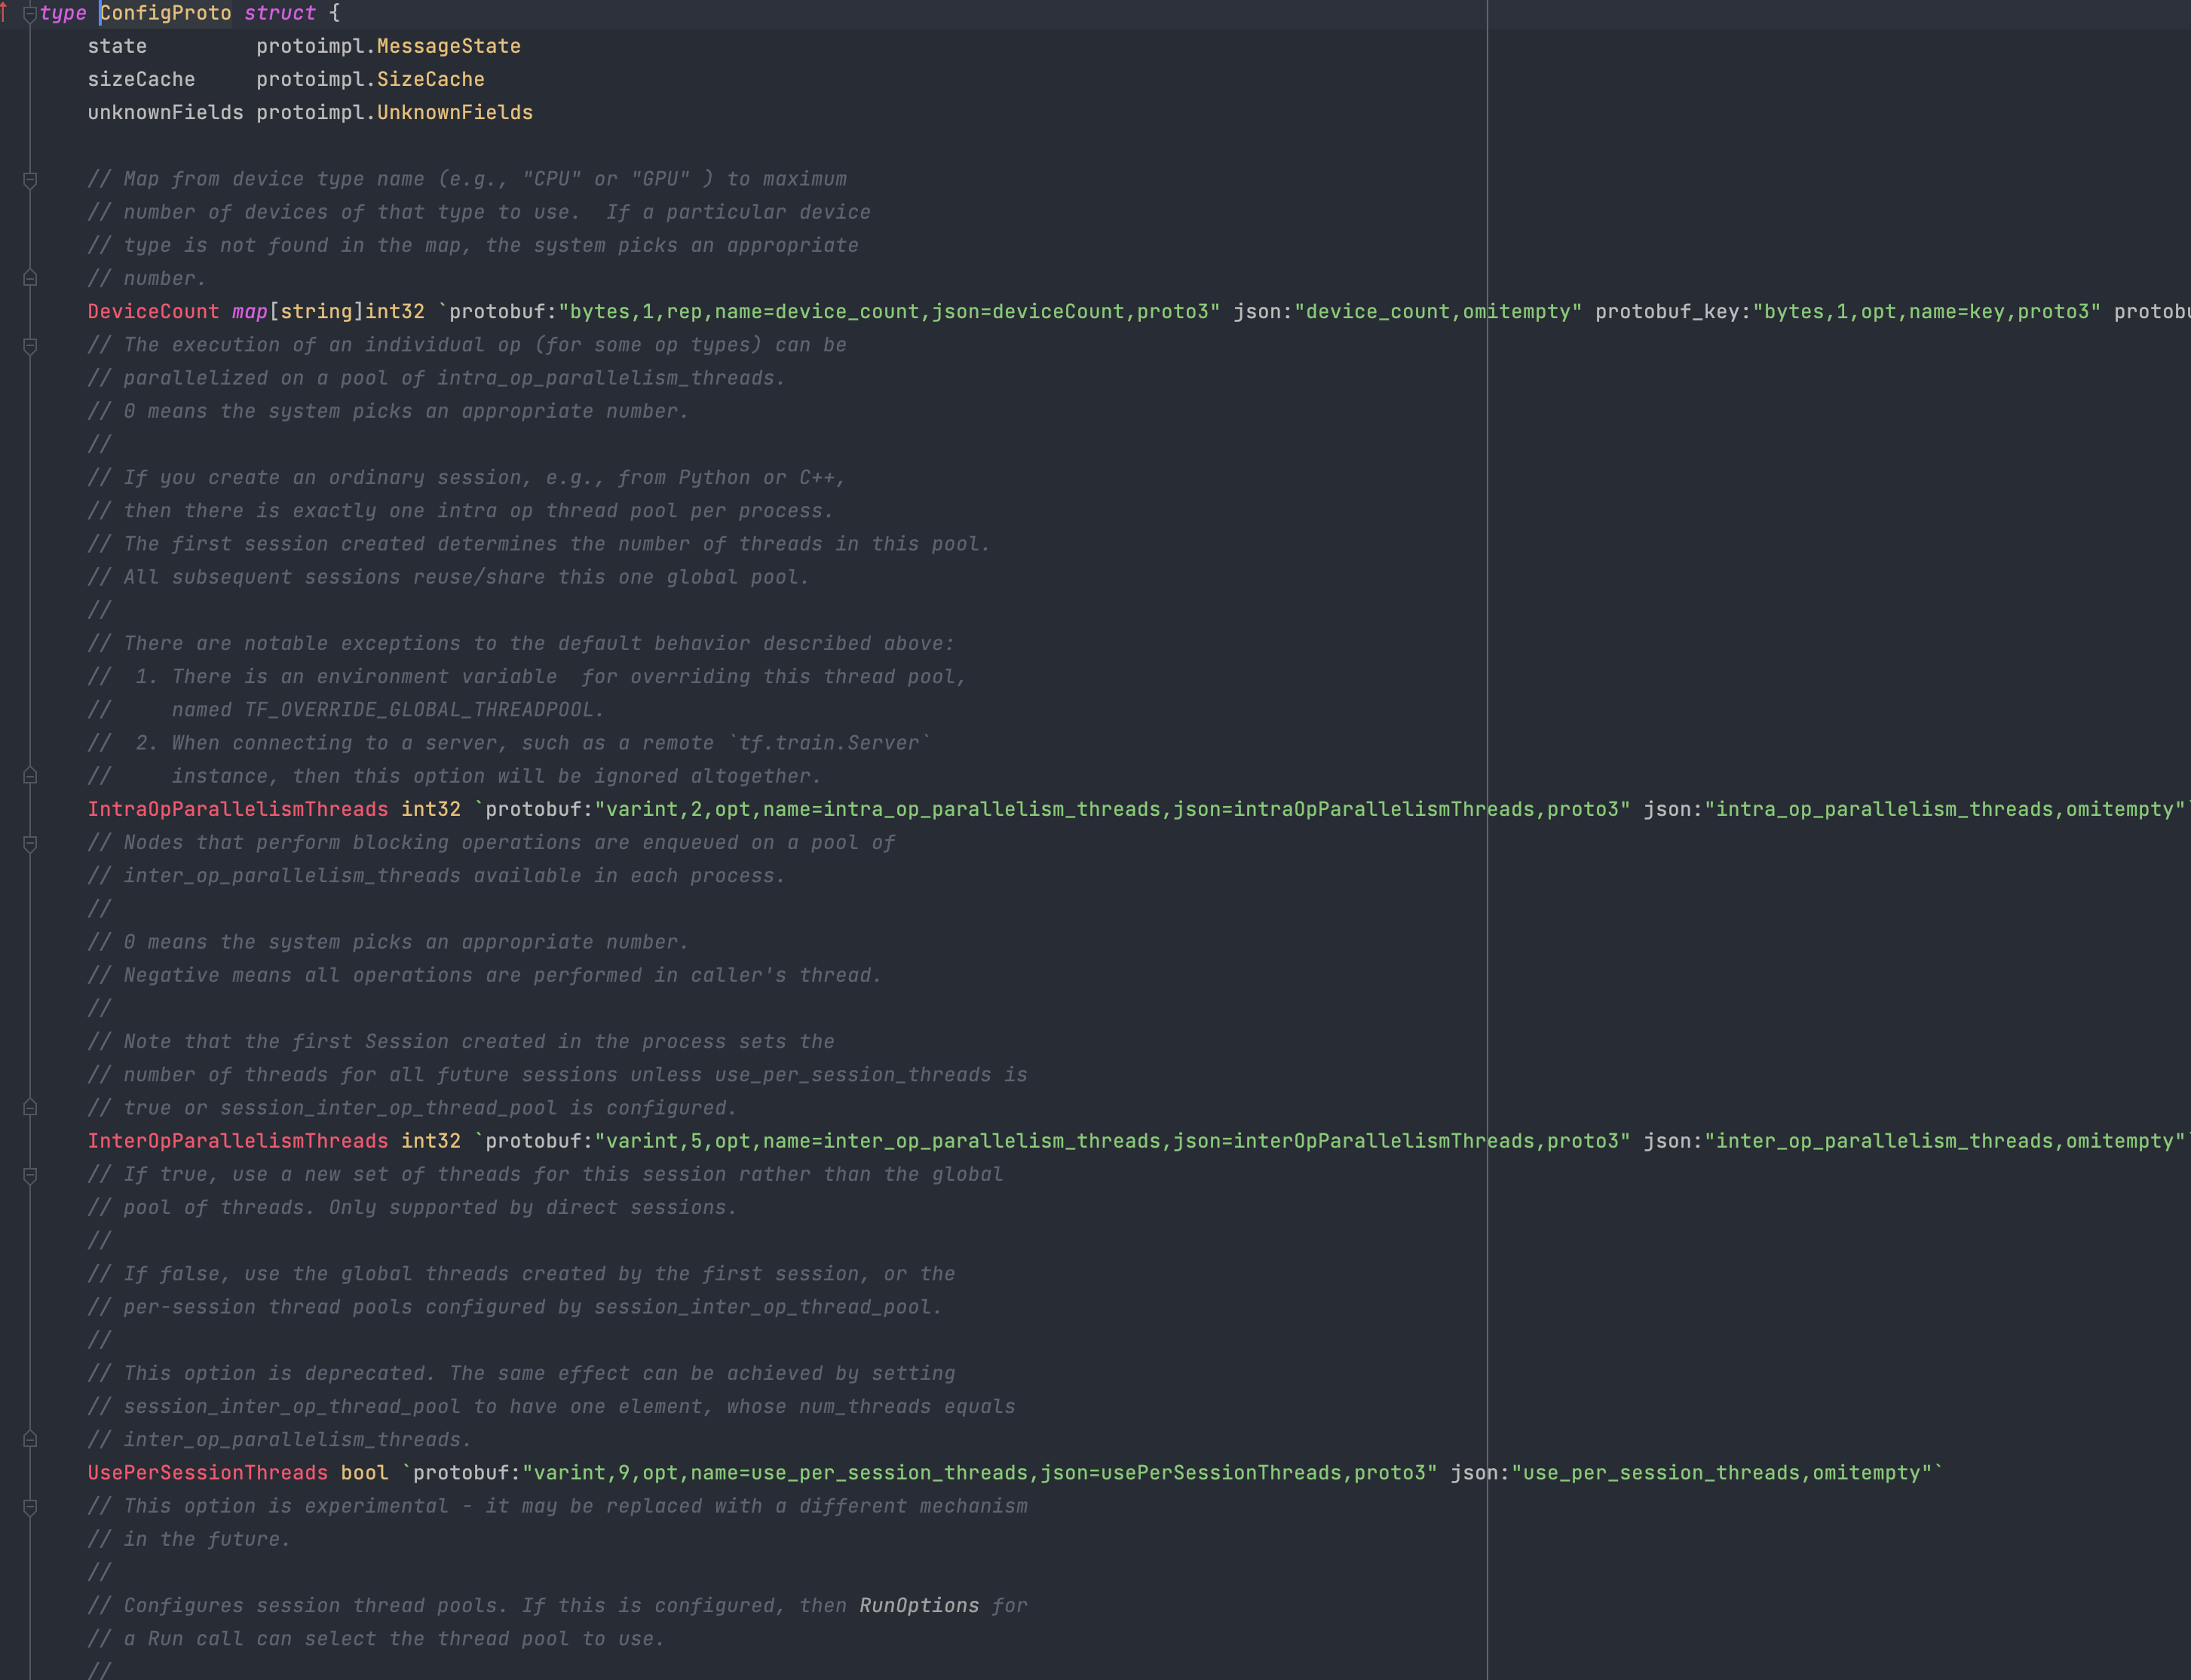 type ConfigProto struct {
state protoimpl.MessageState
sizeCache protoimpl.SizeCache
unknownFields protoimpl.UnknownFields
// Map from device type name (e.g., "CPU" or "GPU" ) to maximum
// number of devices of that type to use.  If a particular device
// type is not found in the map, the system picks an appropriate
// number.
DeviceCount map[string]int32 `protobuf:"bytes,1,rep,name=device_count,json=deviceCount,proto3" json:"device_count,omitempty" protobuf_key:"bytes,1,opt,name=key,proto3"
// The execution of an individual op (for some op types) can be
// parallelized on a pool of intra_op_parallelism_threads.
// 0 means the system picks an appropriate number.
//
// If you create an ordinary session, e.g., from Python or C++,
// then there is exactly one intra op thread pool per process.
// The first session created determines the number of threads in this pool.
// All subsequent sessions reuse/share this one global pool.
//
// There are notable exceptions to the default behavior described above:
//  1. There is an environment variable  for overriding this thread pool,
//     named TF_OVERRIDE_GLOBAL_THREADPOOL.
//  2. When connecting to a server, such as a remote `tf.train.Server`
//     instance, then this option will be ignored altogether.
IntraOpParallelismThreads int32 `protobuf:"varint,2,opt,name=intra_op_parallelism_threads,json=intraOpParallelismThreads,proto3" json:"intra_op_parallelism_threads,omitempty"`
// Nodes that perform blocking operations are enqueued on a pool of
// inter_op_parallelism_threads available in each process.
//
// 0 means the system picks an appropriate number.
// Negative means all operations are performed in caller's thread.
//
// Note that the first Session created in the process sets the
// number of threads for all future sessions unless use_per_session_threads is
// true or session_inter_op_thread_pool is configured.
InterOpParallelismThreads int32 `protobuf:"varint,5,opt,name=inter_op_parallelism_threads,json=interOpParallelismThreads,proto3" json:"inter_op_parallelism_threads,omitempty"`
// If true, use a new set of threads for this session rather than the global
// pool of threads. Only supported by direct sessions.
//
// If false, use the global threads created by the first session, or the
// per-session thread pools configured by session_inter_op_thread_pool.
//
// This option is deprecated. The same effect can be achieved by setting
// session_inter_op_thread_pool to have one element, whose num_threads equals
// inter_op_parallelism_threads.
UsePerSessionThreads bool `protobuf:"varint,9,opt,name=use_per_session_threads,json=usePerSessionThreads,proto3" json:"use_per_session_threads,omitempty"`
// This option is experimental - it may be replaced with a different mechanism
// in the future.
//
// Configures session thread pools. If this is configured, then RunOptions for
// a Run call can select the thread pool to use.
//